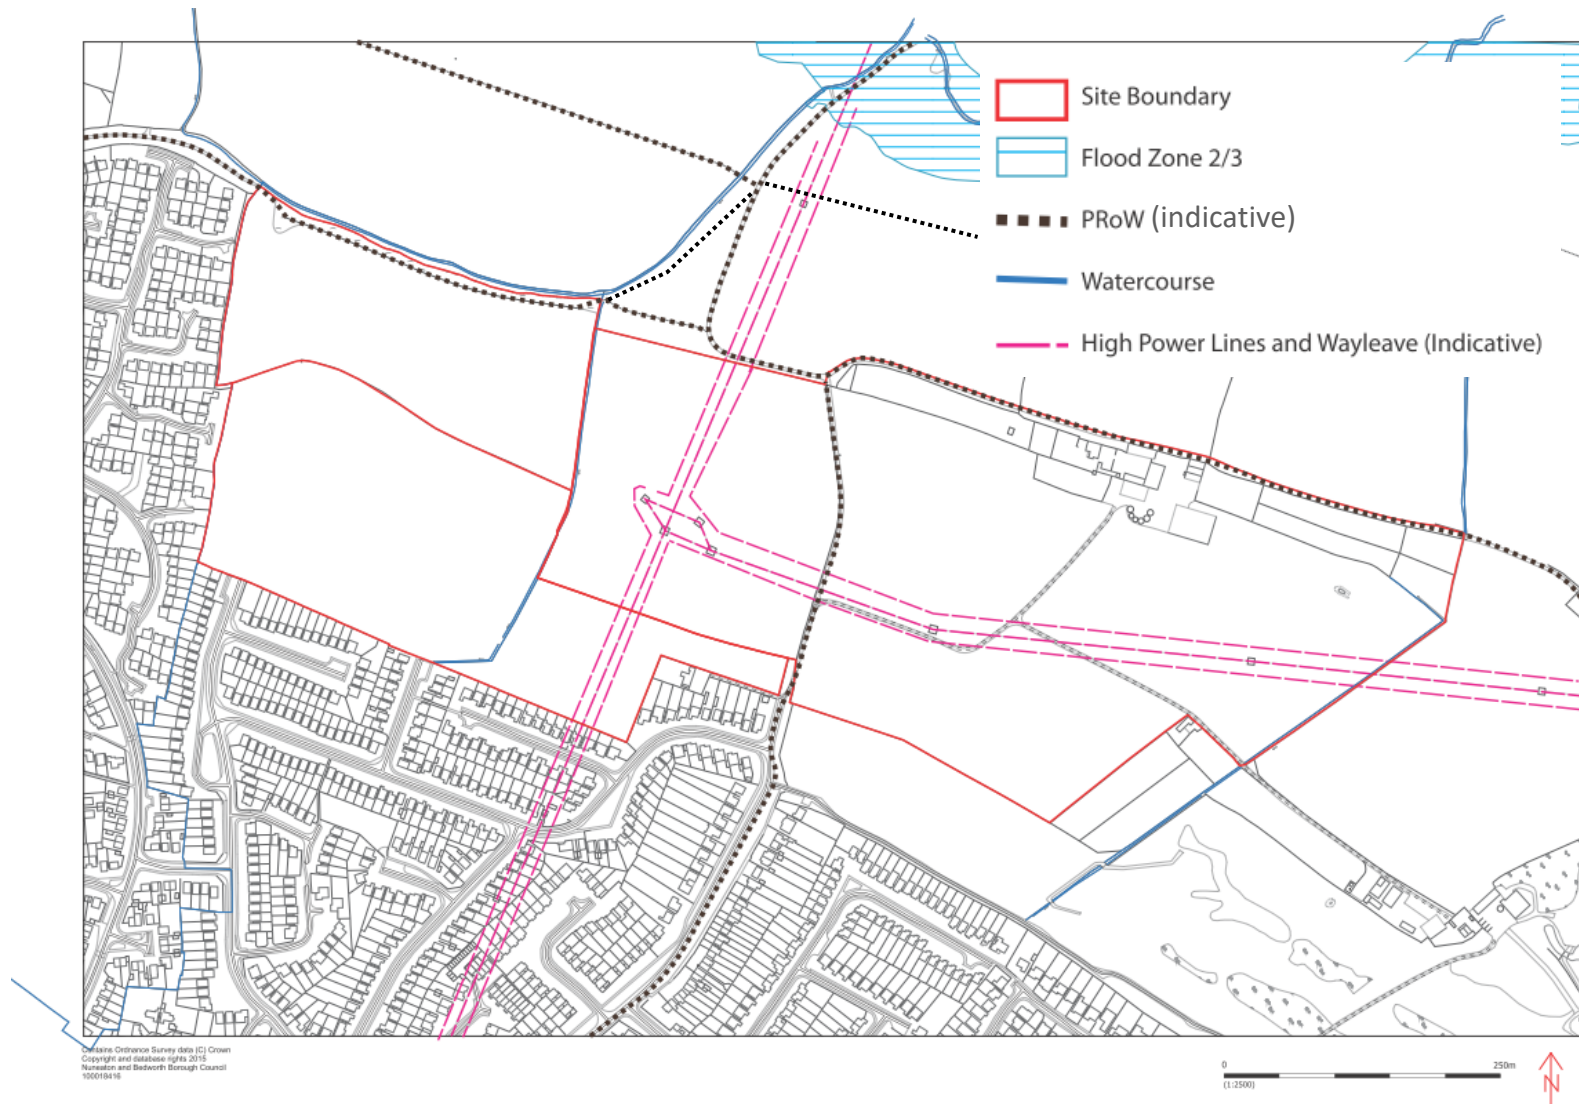 Site Boundary
Flood Zone 2/3
PRoW (indicative)
Watercourse
High Power Lines and Wayleave (Indicative)
Contains Ordnance Survey data (C) Crown
Copyright and database rights 2015
Nuneaton and Bedworth Borough Council
100018416
0 250m
(1:2500)
N